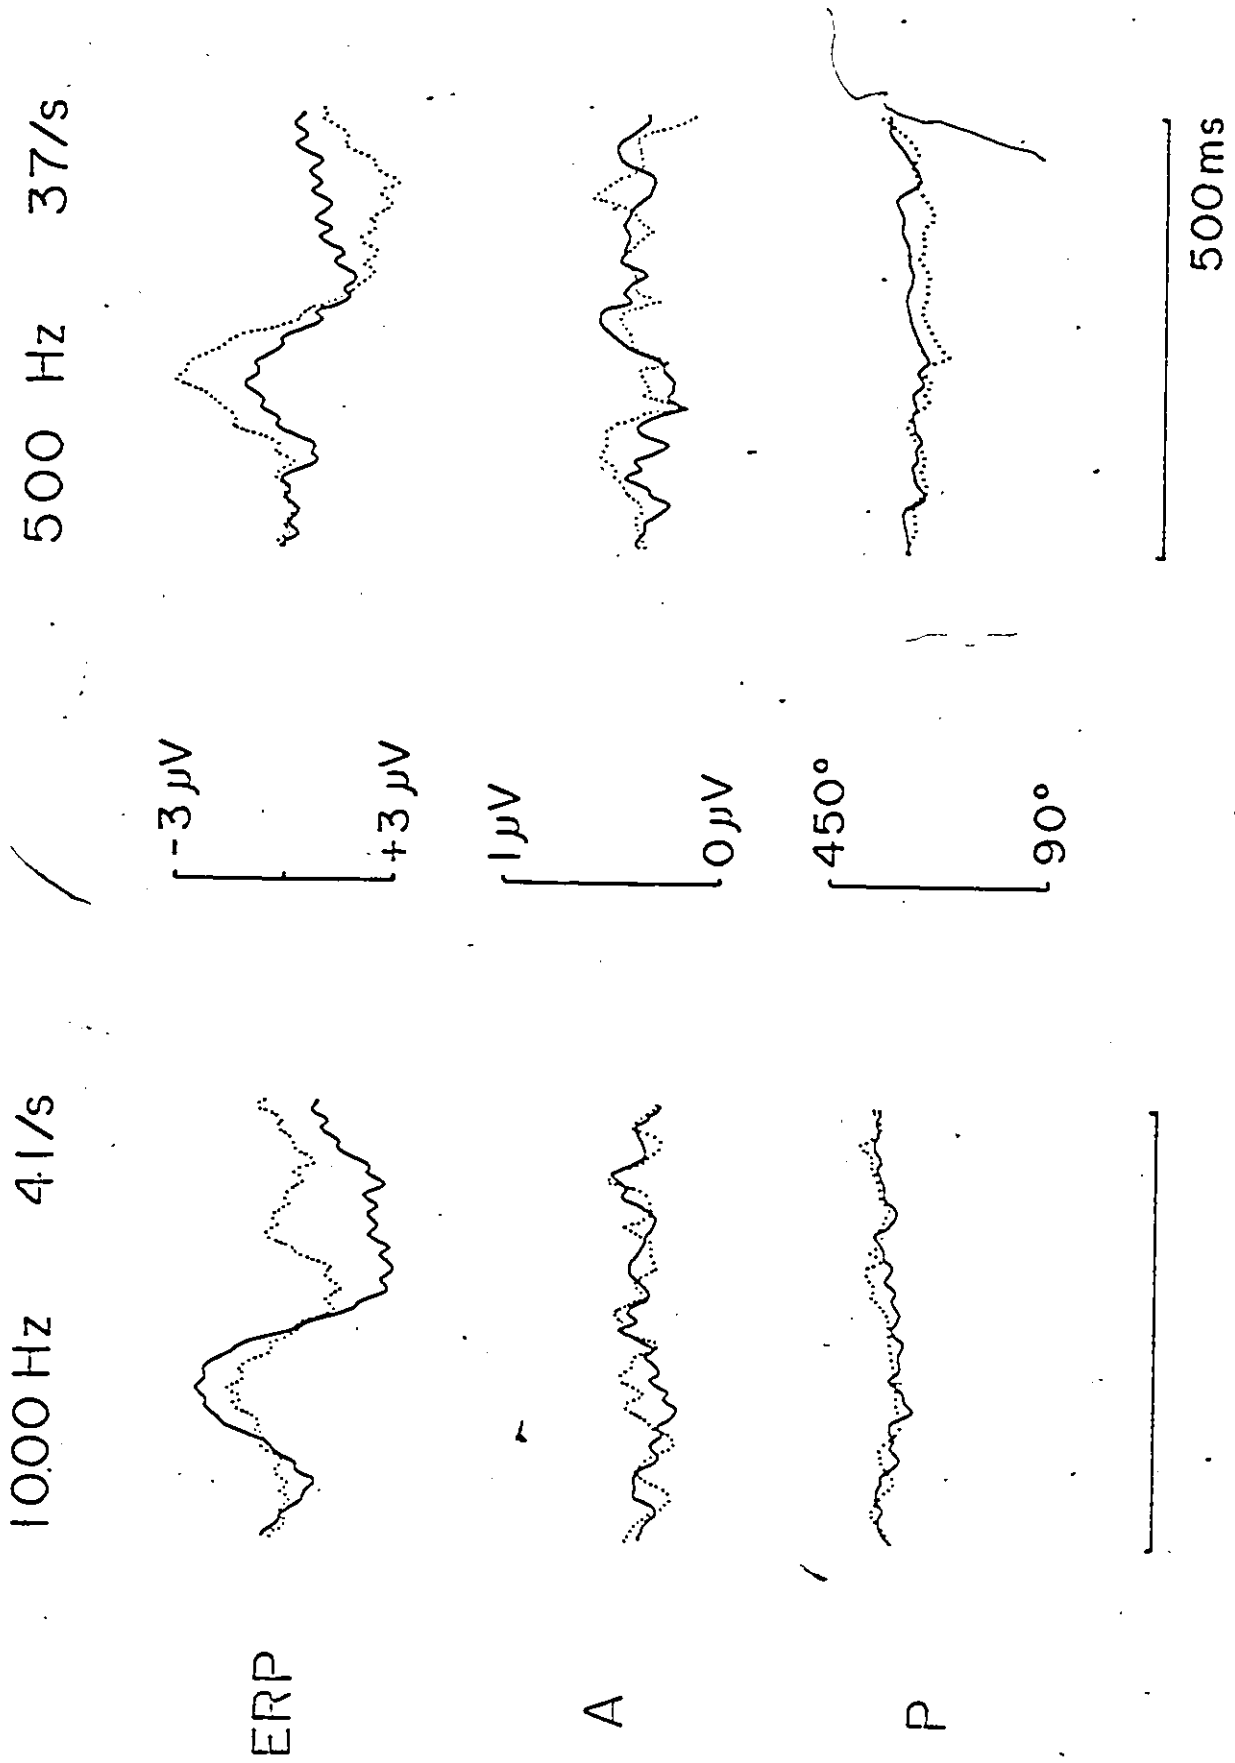 1000 Hz 41/s
500 Hz 37/s
ERP
-3 μV
+3 μV
A
1 μV
0 μV
P
450°
90°
500 ms